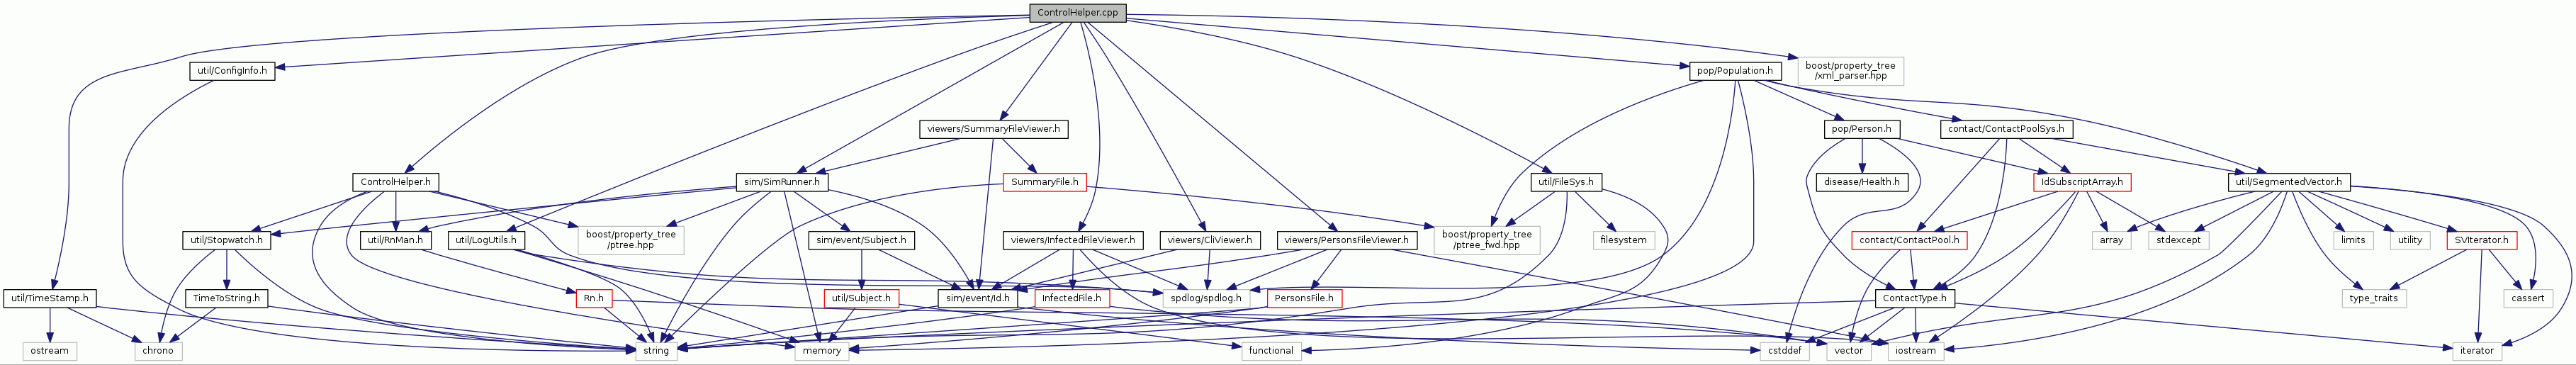 ControlHelper.cpp
util/ConfigInfo.h
pop/Population.h
boost/property_tree
/xml_parser.hpp
viewers/SummaryFileViewer.h
pop/Person.h
contact/ContactPoolSys.h
ControlHelper.h
sim/SimRunner.h
SummaryFile.h
util/FileSys.h
disease/Health.h
IdSubscriptArray.h
util/SegmentedVector.h
util/Stopwatch.h
util/RnMan.h
util/LogUtils.h
boost/property_tree
/ptree.hpp
sim/event/Subject.h
viewers/InfectedFileViewer.h
viewers/CliViewer.h
viewers/PersonsFileViewer.h
boost/property_tree
/ptree_fwd.hpp
filesystem
contact/ContactPool.h
array
stdexcept
limits
utility
SVIterator.h
util/TimeStamp.h
TimeToString.h
Rn.h
util/Subject.h
sim/event/Id.h
InfectedFile.h
spdlog/spdlog.h
PersonsFile.h
ContactType.h
type_traits
cassert
ostream
chrono
string
memory
functional
cstddef
vector
iostream
iterator